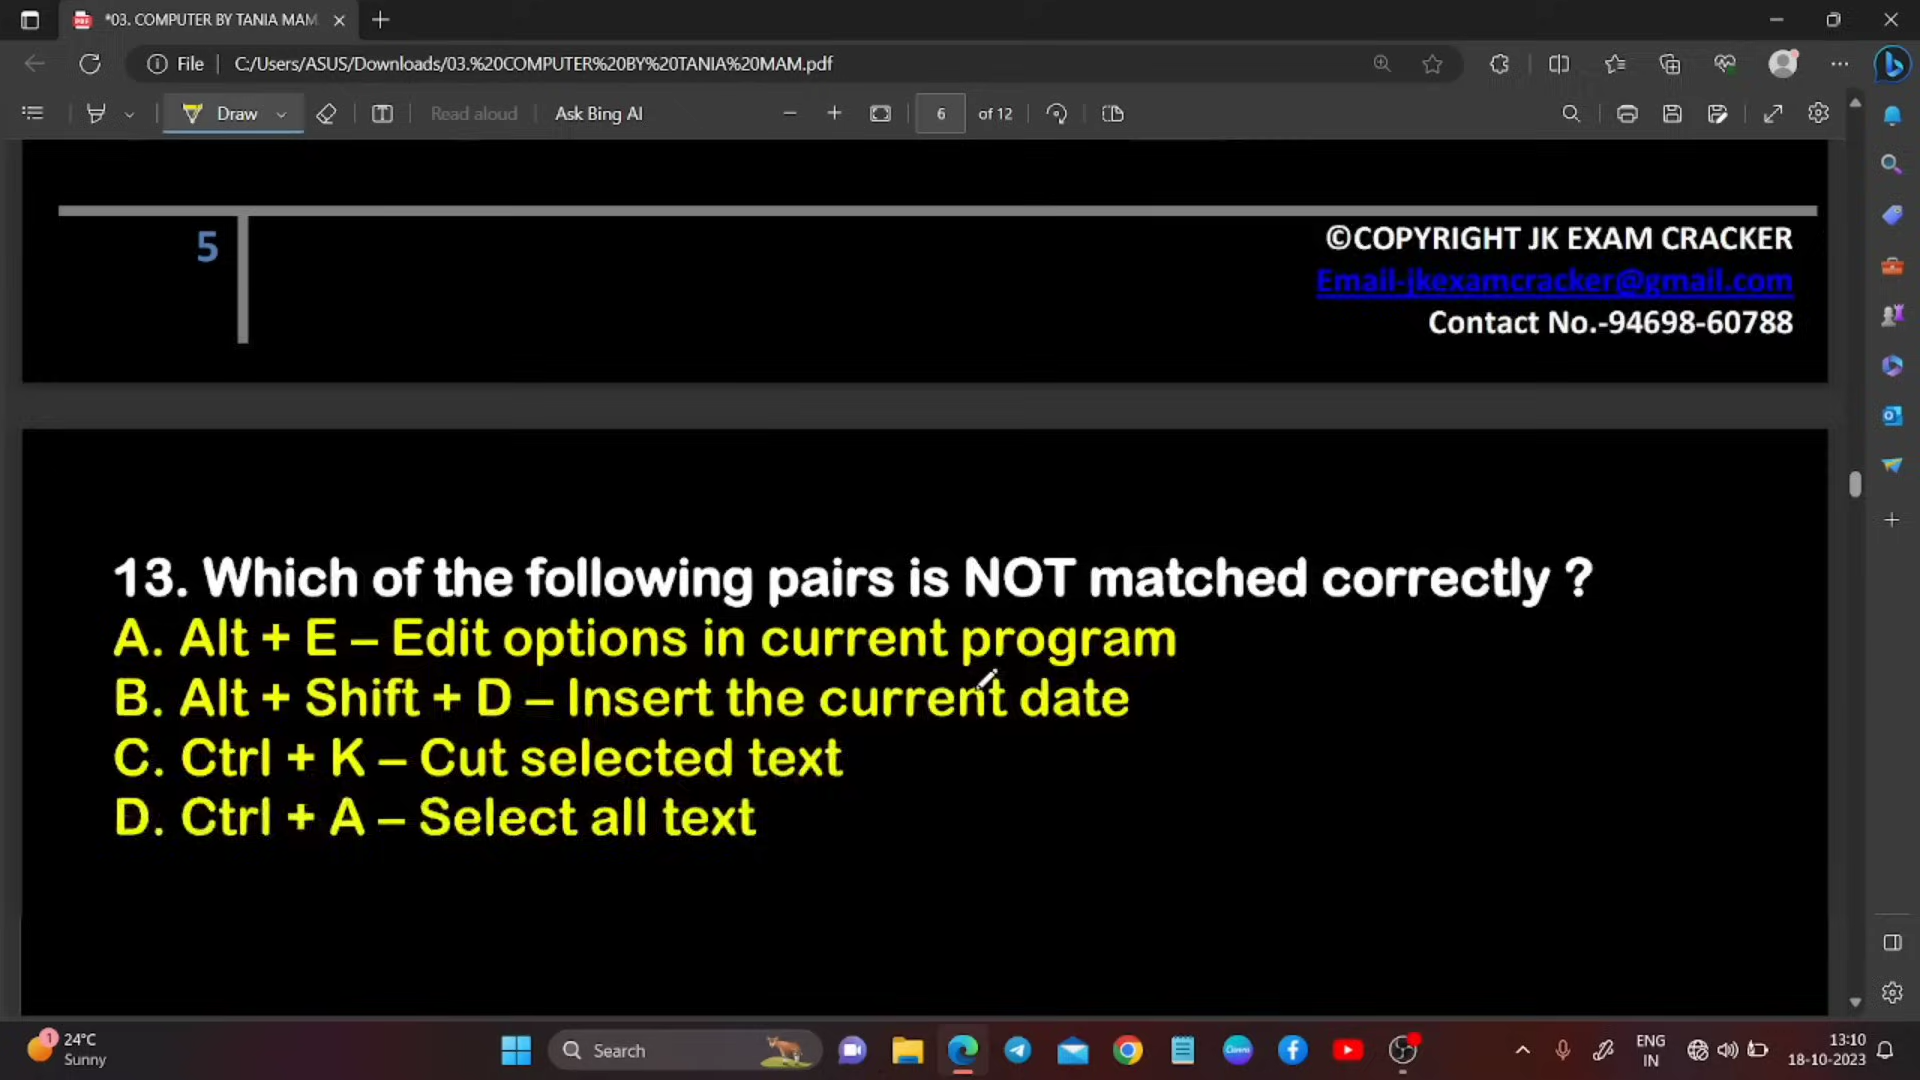 *03. COMPUTER BY TANIA MAM
File
C:/Users/ASUS/Downloads/03.%20COMPUTER%20BY%20TANIA%20MAM.pdf
Draw
Read aloud
Ask Bing AI
6
of 12
5
©COPYRIGHT JK EXAM CRACKER
Email-jkexamcracker@gmail.com
Contact No.-94698-60788
13. Which of the following pairs is NOT matched correctly ?
A. Alt + E – Edit options in current program
B. Alt + Shift + D – Insert the current date
C. Ctrl + K – Cut selected text
D. Ctrl + A – Select all text
1
24°C
Sunny
Search
ENG
IN
13:10
18-10-2023